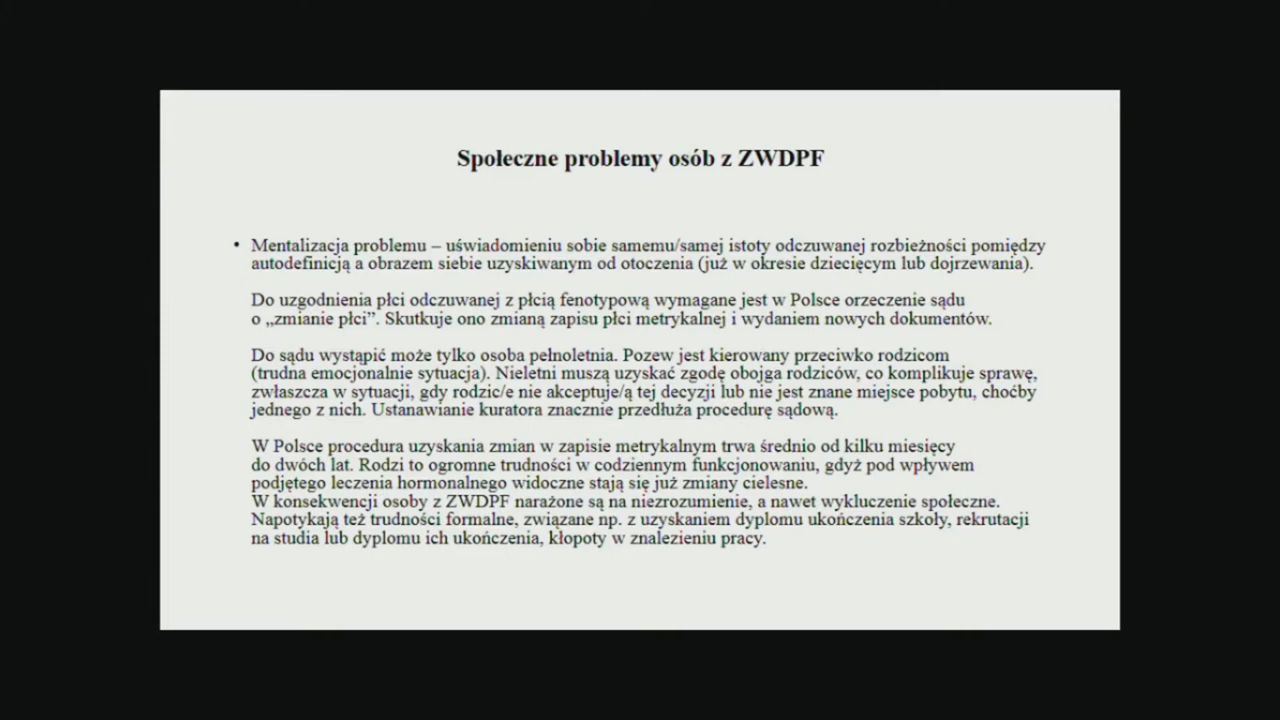 Społeczne problemy osób z ZWDPF
• Mentalizacja problemu – uświadomieniu sobie samemu/samej istoty odczuwanej rozbieżności pomiędzy
autodefinicją a obrazem siebie uzyskiwanym od otoczenia (już w okresie dziecięcym lub dojrzewania).
Do uzgodnienia płci odczuwanej z płcią fenotypową wymagane jest w Polsce orzeczenie sądu
o „zmianie płci”. Skutkuje ono zmianą zapisu płci metrykalnej i wydaniem nowych dokumentów.
Do sądu wystąpić może tylko osoba pełnoletnia. Pozew jest kierowany przeciwko rodzicom
(trudna emocjonalnie sytuacja). Nieletni muszą uzyskać zgodę obojga rodziców, co komplikuje sprawę,
zwłaszcza w sytuacji, gdy rodzic/e nie akceptuje/ą tej decyzji lub nie jest znane miejsce pobytu, choćby
jednego z nich. Ustanawianie kuratora znacznie przedłuża procedurę sądową.
W Polsce procedura uzyskania zmian w zapisie metrykalnym trwa średnio od kilku miesięcy
do dwóch lat. Rodzi to ogromne trudności w codziennym funkcjonowaniu, gdyż pod wpływem
podjętego leczenia hormonalnego widoczne stają się już zmiany cielesne.
W konsekwencji osoby z ZWDPF narażone są na niezrozumienie, a nawet wykluczenie społeczne.
Napotykają też trudności formalne, związane np. z uzyskaniem dyplomu ukończenia szkoły, rekrutacji
na studia lub dyplomu ich ukończenia, kłopoty w znalezieniu pracy.